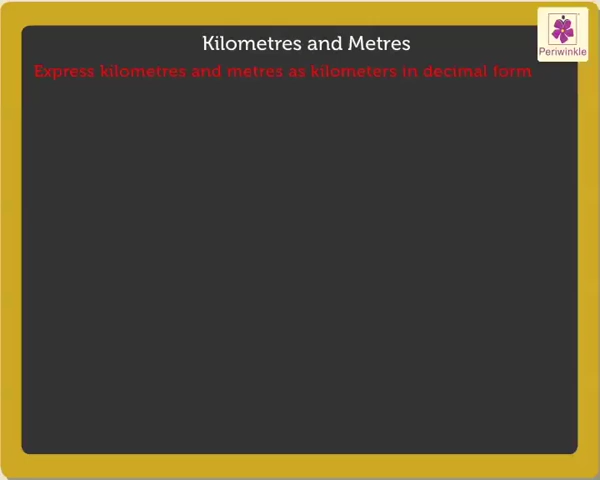 Kilometres and Metres
Periwinkle
Express kilometres and metres as kilometers in decimal form